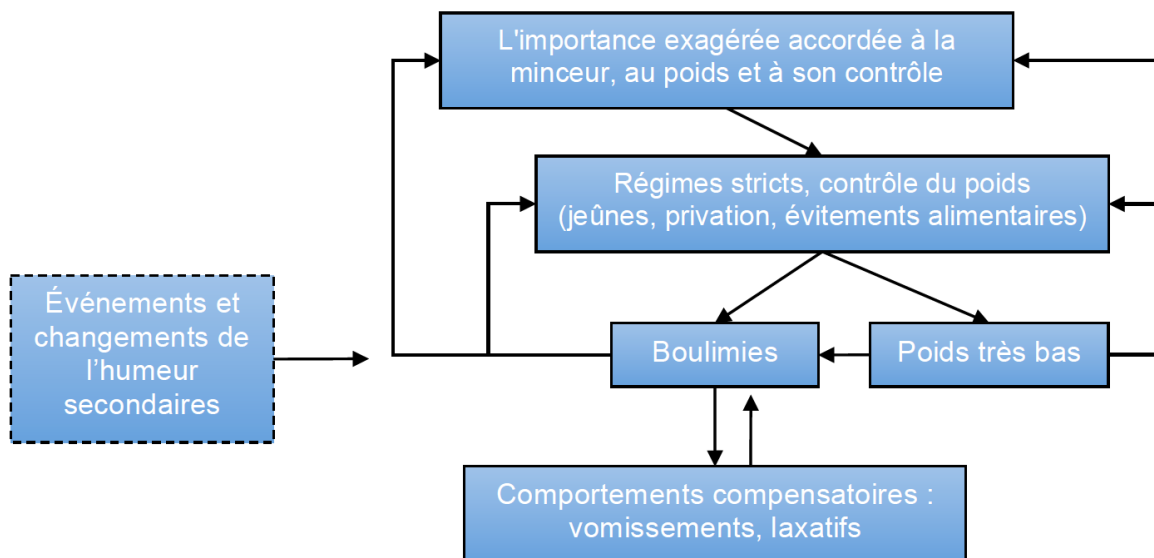 L'importance exagérée accordée à la
minceur, au poids et à son contrôle
Régimes stricts, contrôle du poids
(jeûnes, privation, évitements alimentaires)
Événements et
changements de
l’humeur
secondaires
Boulimies
Poids très bas
Comportements compensatoires :
vomissements, laxatifs